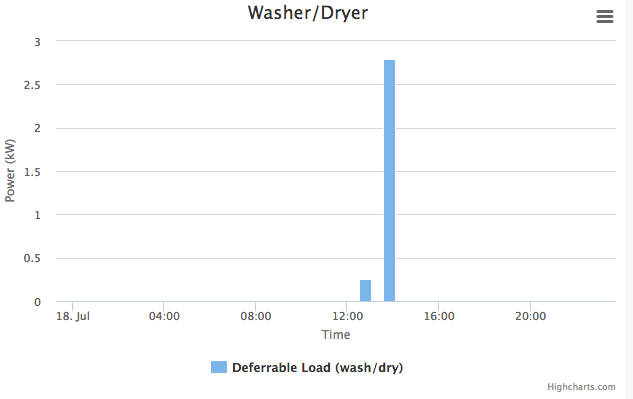 Washer/Dryer
3
2.5
2
1.5
1
0.5
0
Power (kW)
18. Jul 04:00 08:00 12:00 16:00 20:00
Time
Deferrable Load (wash/dry)
Highcharts.com